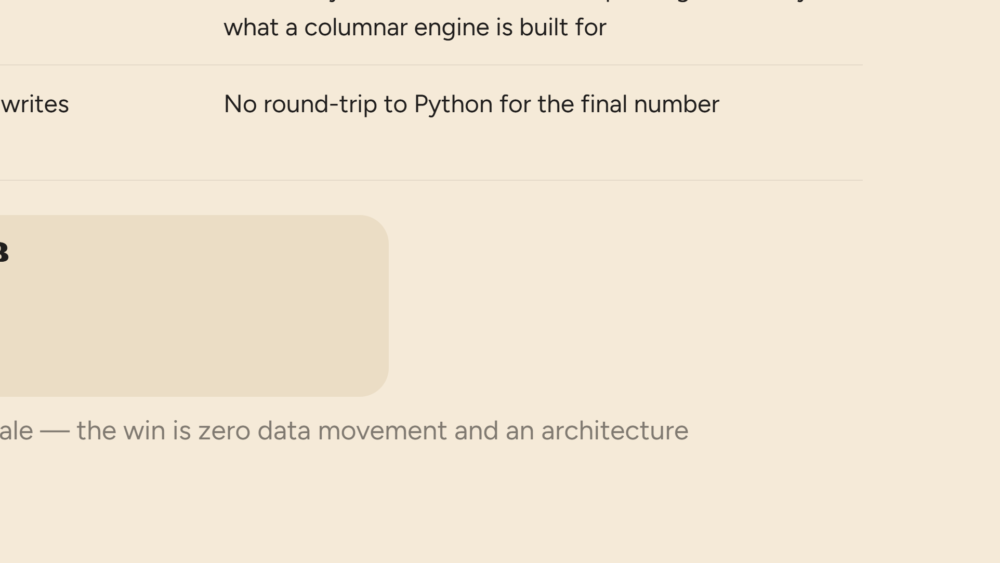 what a columnar engine is built for
writes
No round-trip to Python for the final number
B
ale — the win is zero data movement and an architecture